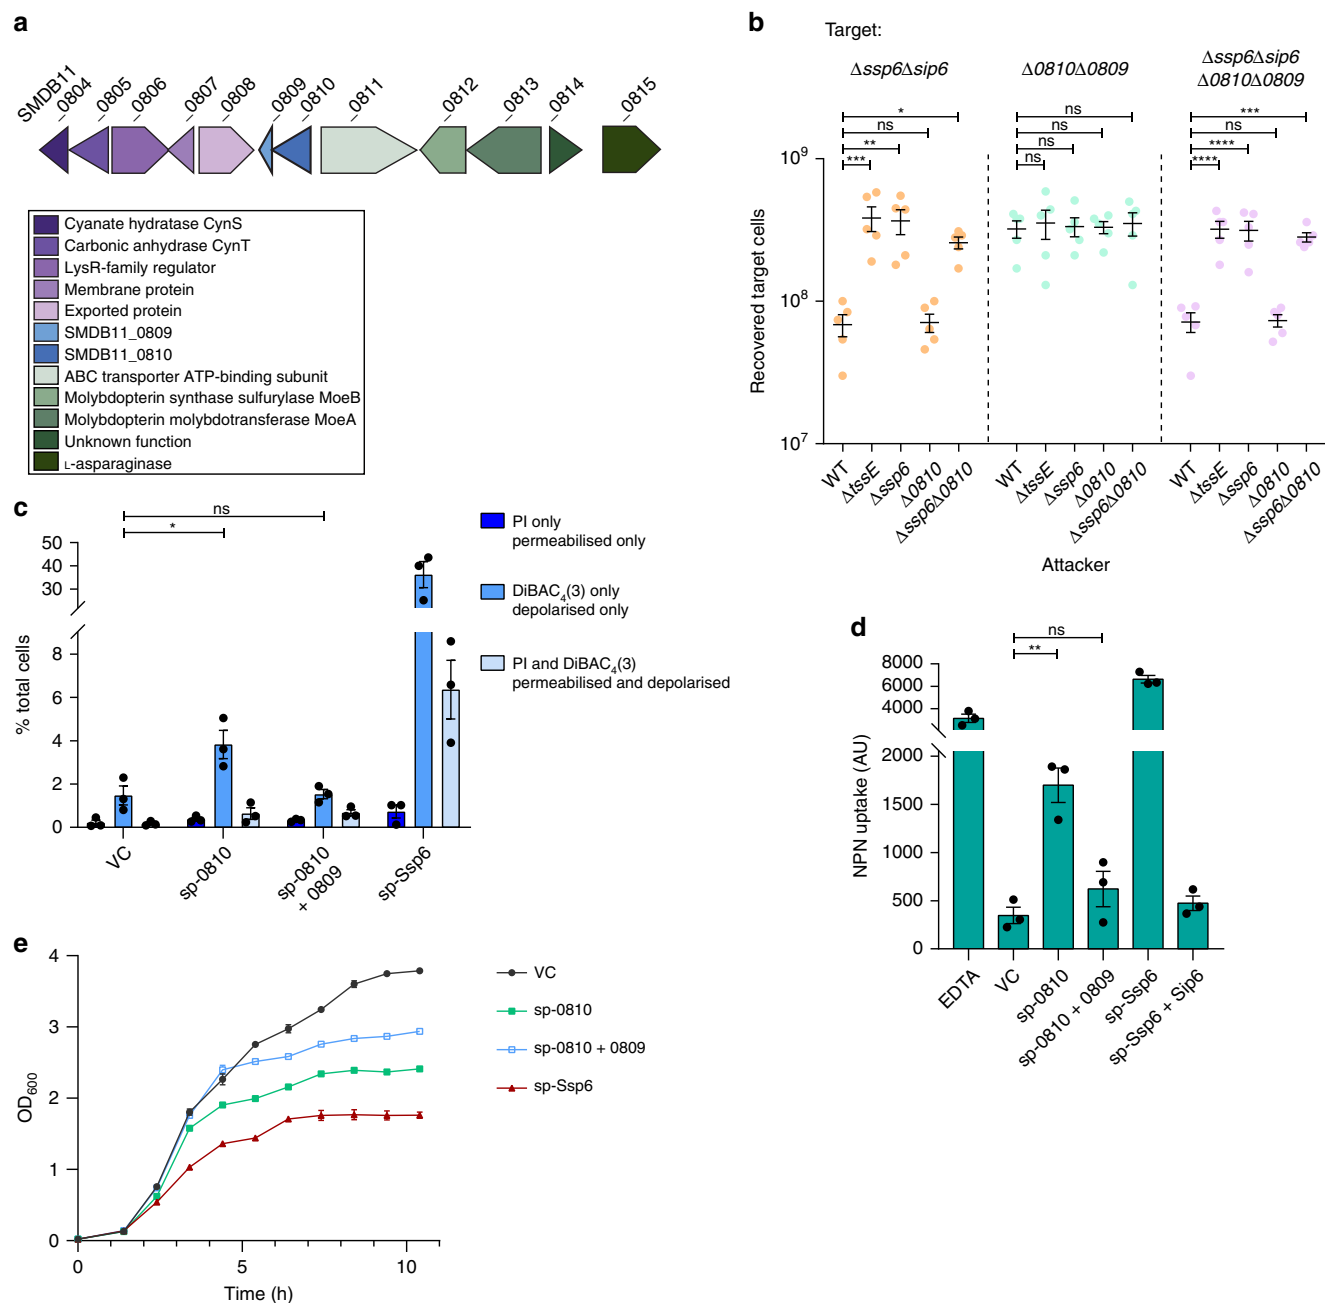 a
SMDB11
_0804
_0805
_0806
_0807
_0808
_0809
_0810
_0811
_0812
_0813
_0814
_0815
Cyanate hydratase CynS
Carbonic anhydrase CynT
LysR-family regulator
Membrane protein
Exported protein
SMDB11_0809
SMDB11_0810
ABC transporter ATP-binding subunit
Molybdopterin synthase sulfurylase MoeB
Molybdopterin molybdotransferase MoeA
Unknown function
L-asparaginase
b
Target:
Δssp6Δsip6
Δ0810Δ0809
Δssp6Δsip6
Δ0810Δ0809
*
ns
**
***
ns
ns
ns
ns
***
ns
****
****
Recovered target cells
10⁹
10⁸
10⁷
WT
ΔtssE
Δssp6
Δ0810
Δssp6Δ0810
WT
ΔtssE
Δssp6
Δ0810
Δssp6Δ0810
WT
ΔtssE
Δssp6
Δ0810
Δssp6Δ0810
Attacker
c
ns
*
% total cells
50
40
30
8
6
4
2
0
VC
sp-0810
sp-0810
+ 0809
sp-Ssp6
PI only
permeabilised only
DiBAC₄(3) only
depolarised only
PI and DiBAC₄(3)
permeabilised and depolarised
d
ns
**
NPN uptake (AU)
8000
6000
4000
2000
1500
1000
500
0
EDTA
VC
sp-0810
sp-0810 + 0809
sp-Ssp6
sp-Ssp6 + Sip6
e
OD₆₀₀
4
3
2
1
0
0
5
10
Time (h)
VC
sp-0810
sp-0810 + 0809
sp-Ssp6